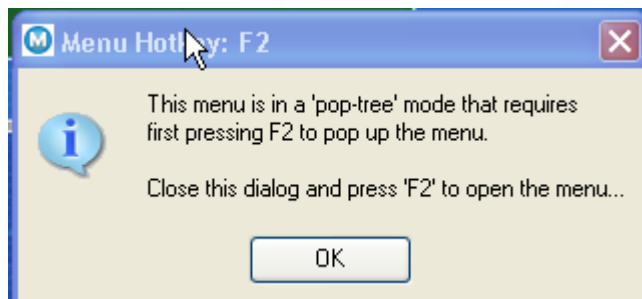 Menu Hotkey: F2
This menu is in a 'pop-tree' mode that requires
first pressing F2 to pop up the menu.
Close this dialog and press 'F2' to open the menu...
OK